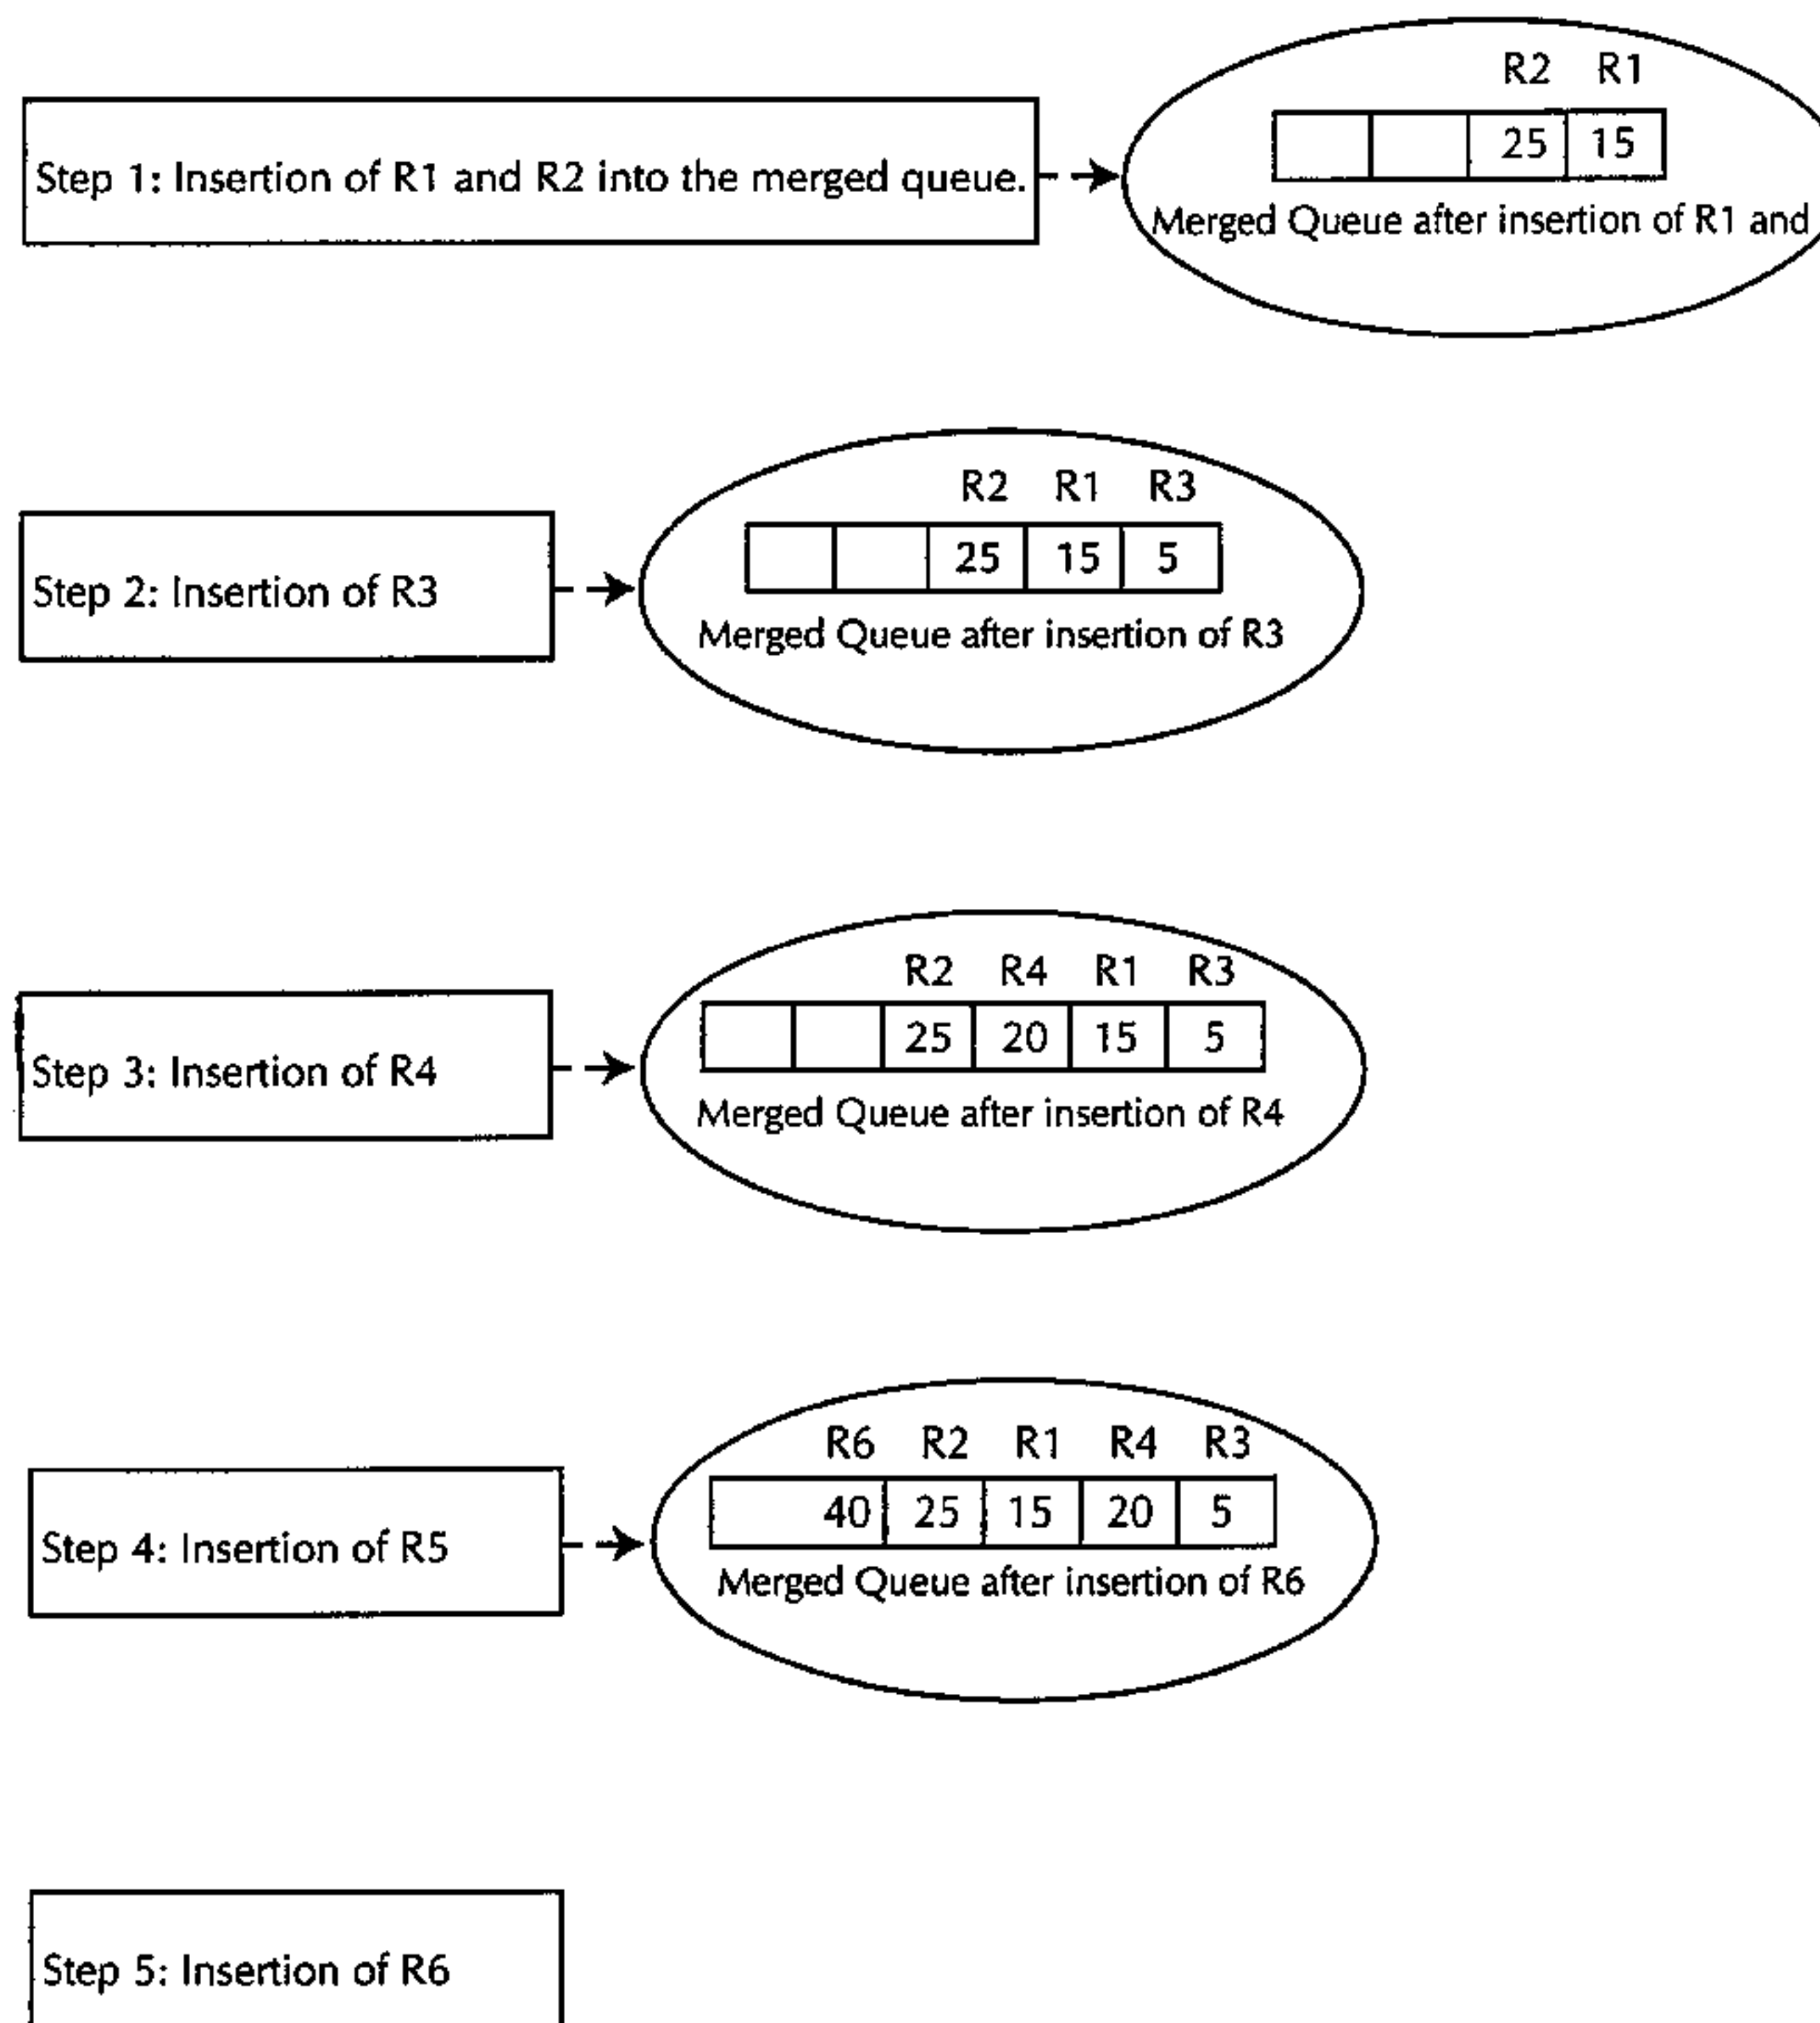 R2 R1
Step 1: Insertion of R1 and R2 into the merged queue.
25 15
Merged Queue after insertion of R1 and
R2 R1 R3
Step 2: Insertion of R3
25 15 5
Merged Queue after insertion of R3
R2 R4 R1 R3
Step 3: Insertion of R4
25 20 15 5
Merged Queue after insertion of R4
R6 R2 R1 R4 R3
Step 4: Insertion of R5
40 25 15 20 5
Merged Queue after insertion of R6
Step 5: Insertion of R6